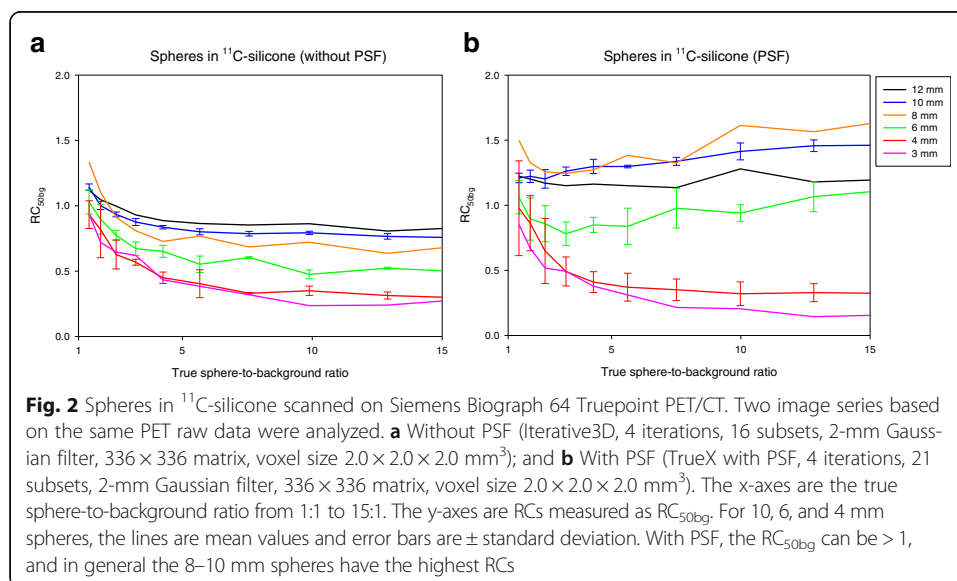 a
Spheres in ¹¹C-silicone (without PSF)
2.0
1.5
1.0
0.5
0.0
RC50bg
1
5
10
15
True sphere-to-background ratio
b
Spheres in ¹¹C-silicone (PSF)
2.0
1.5
1.0
0.5
0.0
1
5
10
15
True sphere-to-background ratio
12 mm
10 mm
8 mm
6 mm
4 mm
3 mm
Fig. 2 Spheres in ¹¹C-silicone scanned on Siemens Biograph 64 Truepoint PET/CT. Two image series based
on the same PET raw data were analyzed. a Without PSF (Iterative3D, 4 iterations, 16 subsets, 2-mm Gauss-
ian filter, 336 × 336 matrix, voxel size 2.0 × 2.0 × 2.0 mm³); and b With PSF (TrueX with PSF, 4 iterations, 21
subsets, 2-mm Gaussian filter, 336 × 336 matrix, voxel size 2.0 × 2.0 × 2.0 mm³). The x-axes are the true
sphere-to-background ratio from 1:1 to 15:1. The y-axes are RCs measured as RC50bg. For 10, 6, and 4 mm
spheres, the lines are mean values and error bars are ± standard deviation. With PSF, the RC50bg can be > 1,
and in general the 8–10 mm spheres have the highest RCs